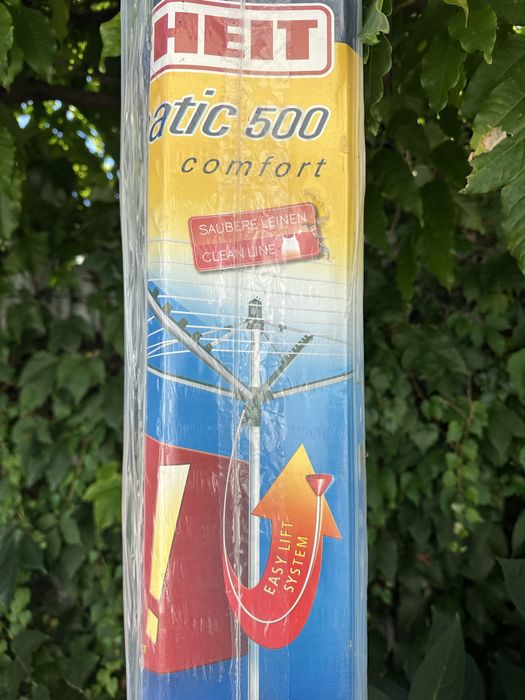 HEIT
atic 500
comfort
SAUBERE LEINEN
CLEAN LINE
!
EASY LIFT
SYSTEM